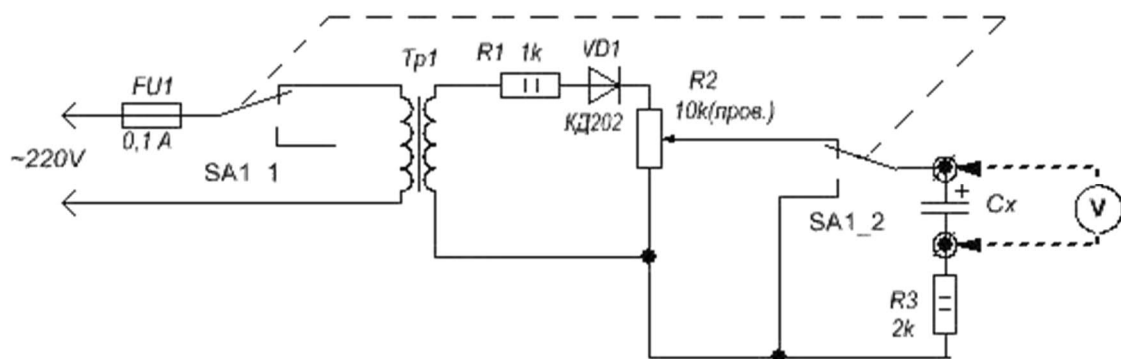 FU1
0,1 A
~220V
SA1_1
Tp1
R1 1k
VD1
КД202
R2
10k(пров.)
SA1_2
+
Cx
V
R3
2k